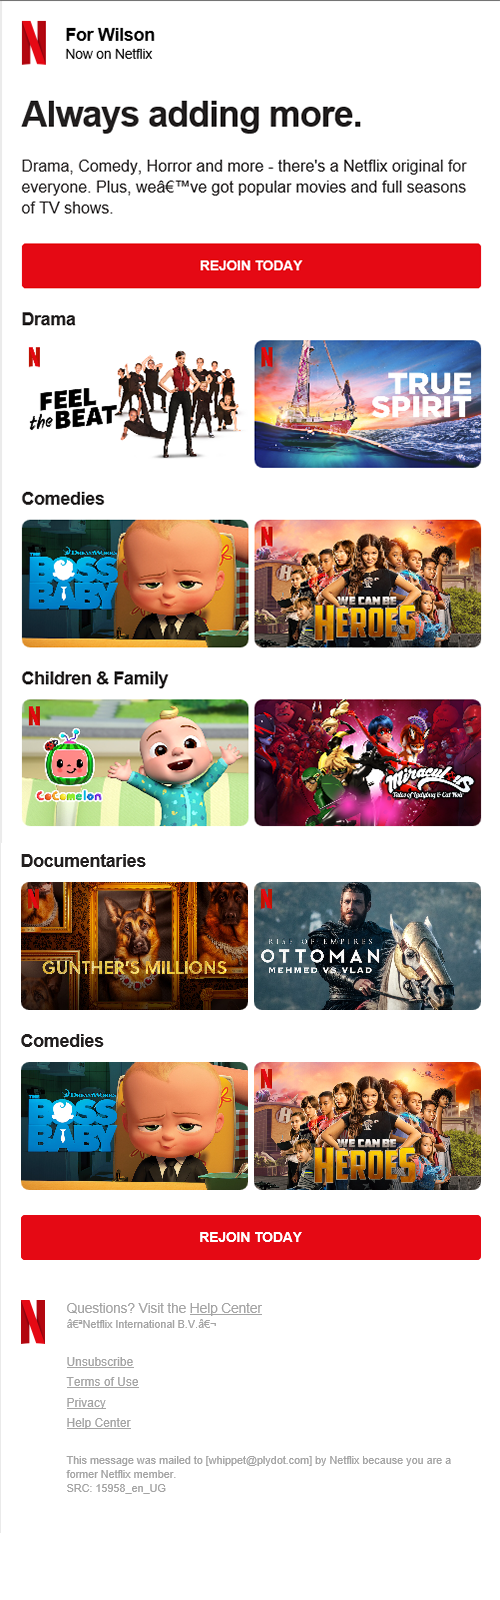 For Wilson
Now on Netflix
Always adding more.
Drama, Comedy, Horror and more - there's a Netflix original for
everyone. Plus, weâ€™ve got popular movies and full seasons
of TV shows.
REJOIN TODAY
Drama
N
FEEL
the BEAT
N
TRUE
SPIRIT
Comedies
DREAMWORKS
THE
BOSS
BABY
N
WE CAN BE
HEROES
Children & Family
N
CoComelon
Miraculous
Tales of Ladybug & Cat Noir
Documentaries
N
GUNTHER'S MILLIONS
N
RISE OF EMPIRES
OTTOMAN
MEHMED VS VLAD
Comedies
DREAMWORKS
THE
BOSS
BABY
N
WE CAN BE
HEROES
REJOIN TODAY
Questions? Visit the Help Center
â€ªNetflix International B.V.â€¬
Unsubscribe
Terms of Use
Privacy
Help Center
This message was mailed to [whippet@plydot.com] by Netflix because you are a
former Netflix member.
SRC: 15958_en_UG